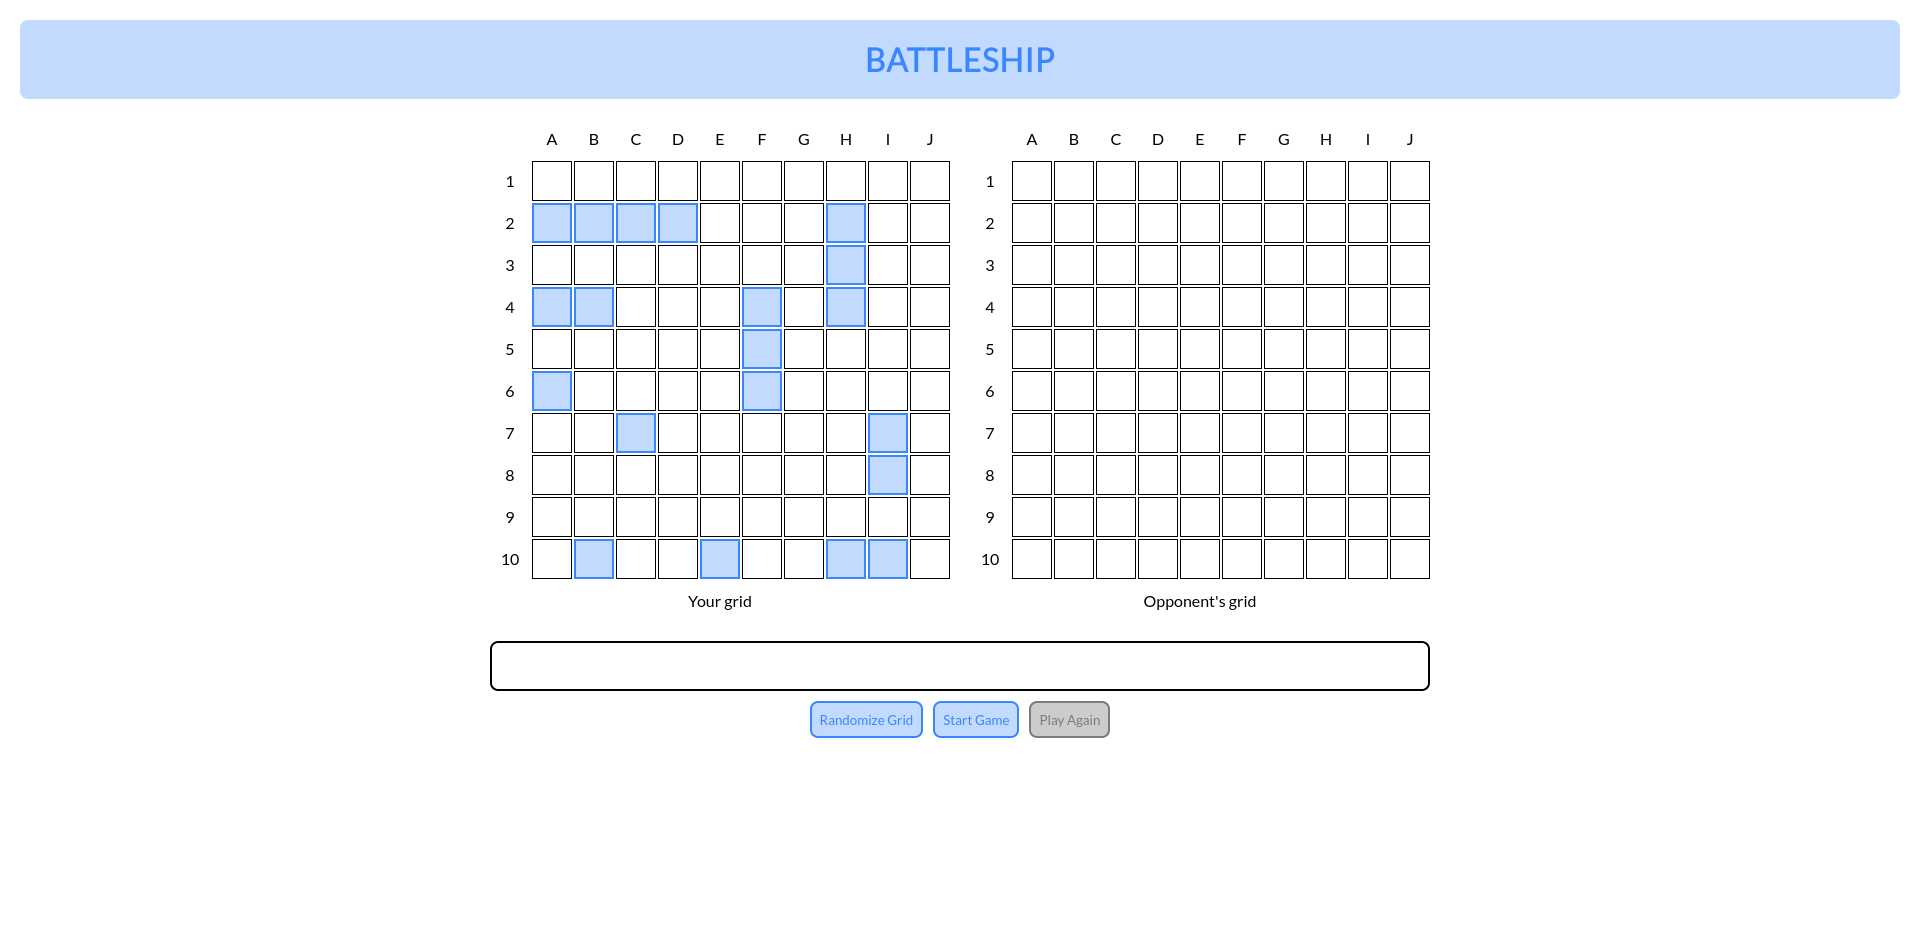 BATTLESHIP
A B C D E F G H I J
A B C D E F G H I J
1 1
2 2
3 3
4 4
5 5
6 6
7 7
8 8
9 9
10 10
Your grid
Opponent's grid
Randomize Grid
Start Game
Play Again